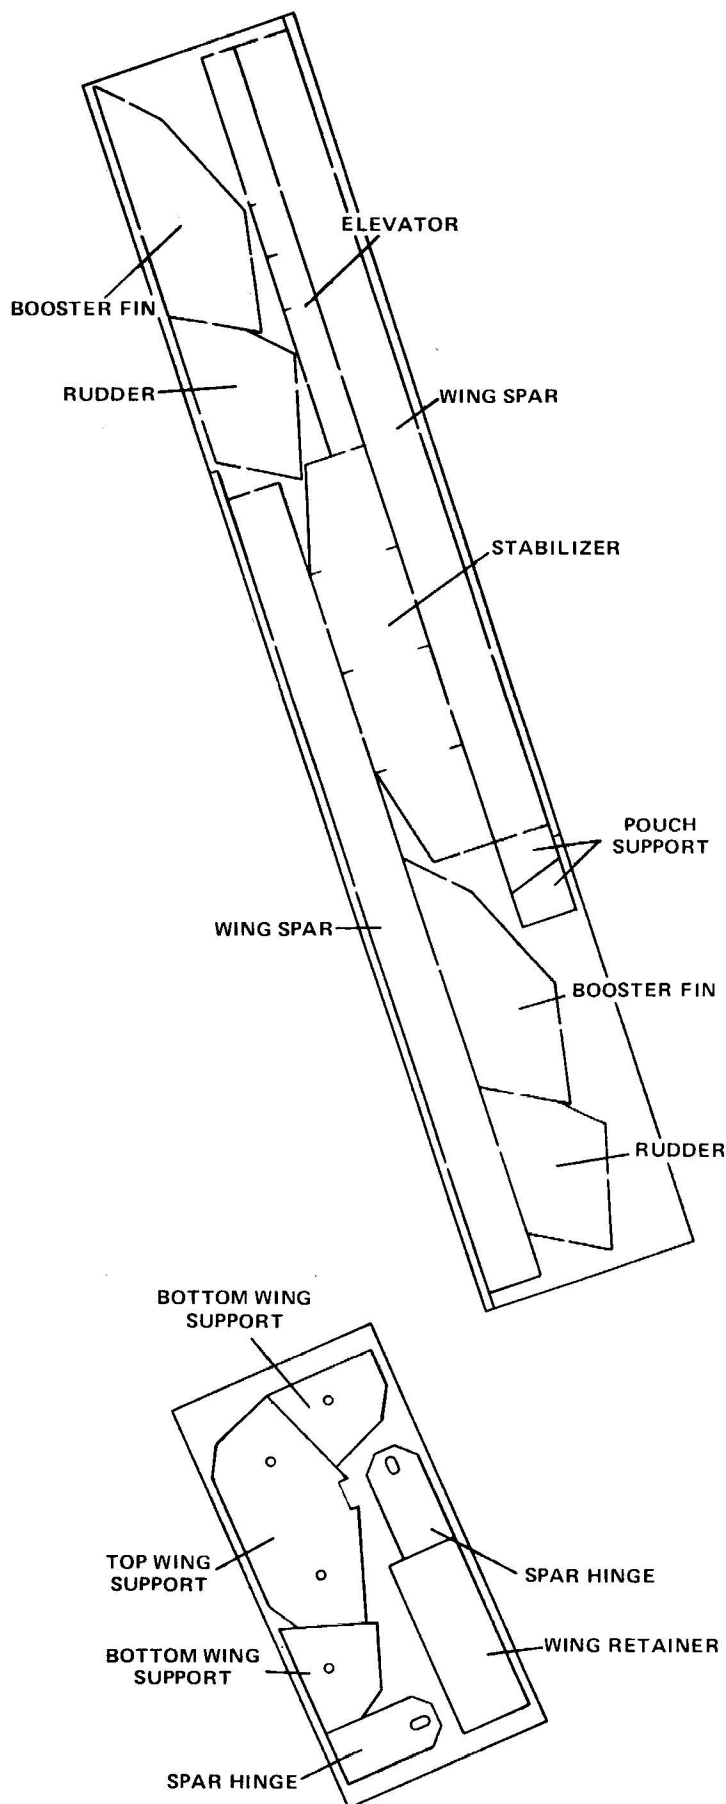 ELEVATOR
BOOSTER FIN
RUDDER
WING SPAR
STABILIZER
POUCH
SUPPORT
WING SPAR
BOOSTER FIN
RUDDER
BOTTOM WING
SUPPORT
TOP WING
SUPPORT
SPAR HINGE
BOTTOM WING
SUPPORT
WING RETAINER
SPAR HINGE